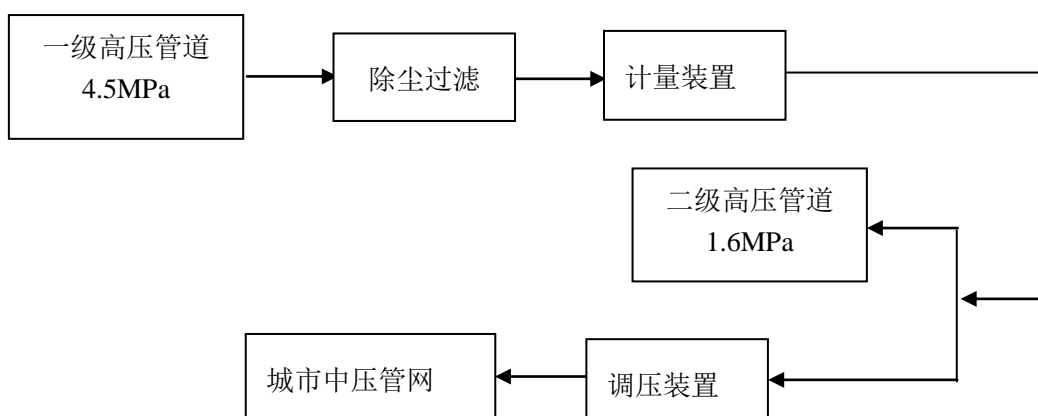 一级高压管道
4.5MPa
除尘过滤
计量装置
二级高压管道
1.6MPa
城市中压管网
调压装置